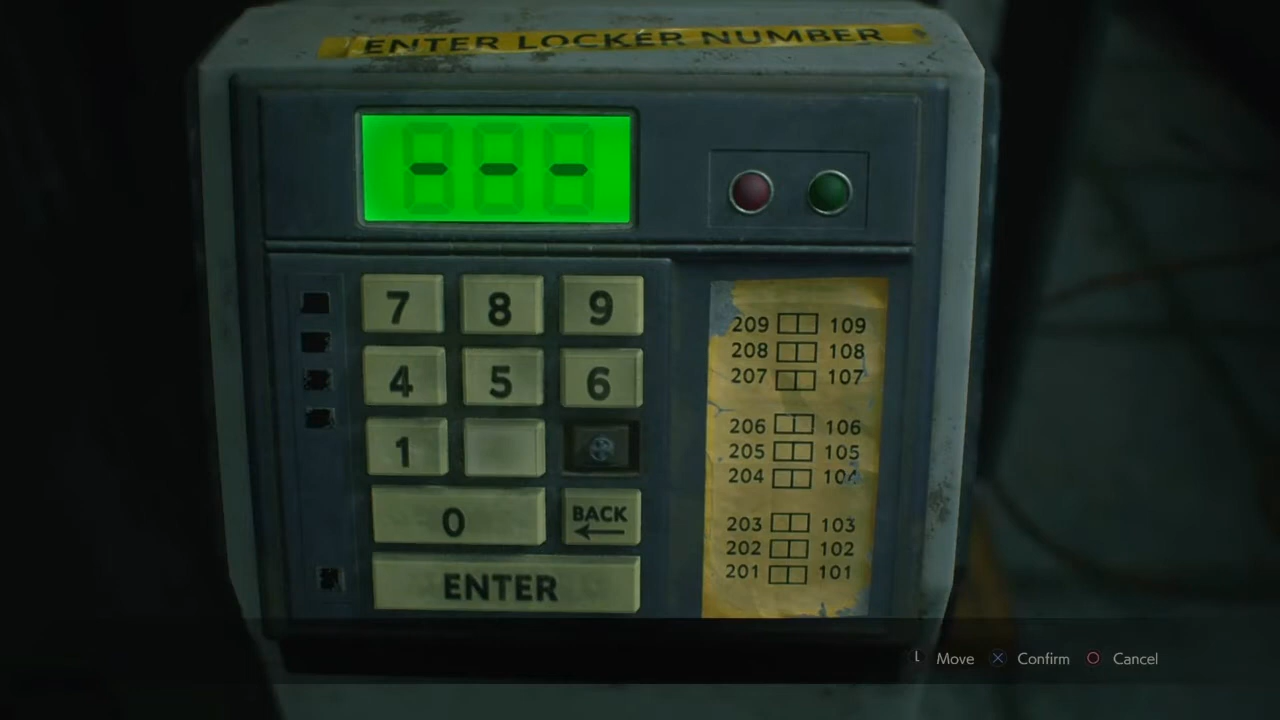 ENTER LOCKER NUMBER
- - -
7 8 9
4 5 6
1
0 BACK
ENTER
209 109
208 108
207 107
206 106
205 105
204 104
203 103
202 102
201 101
L Move X Confirm O Cancel